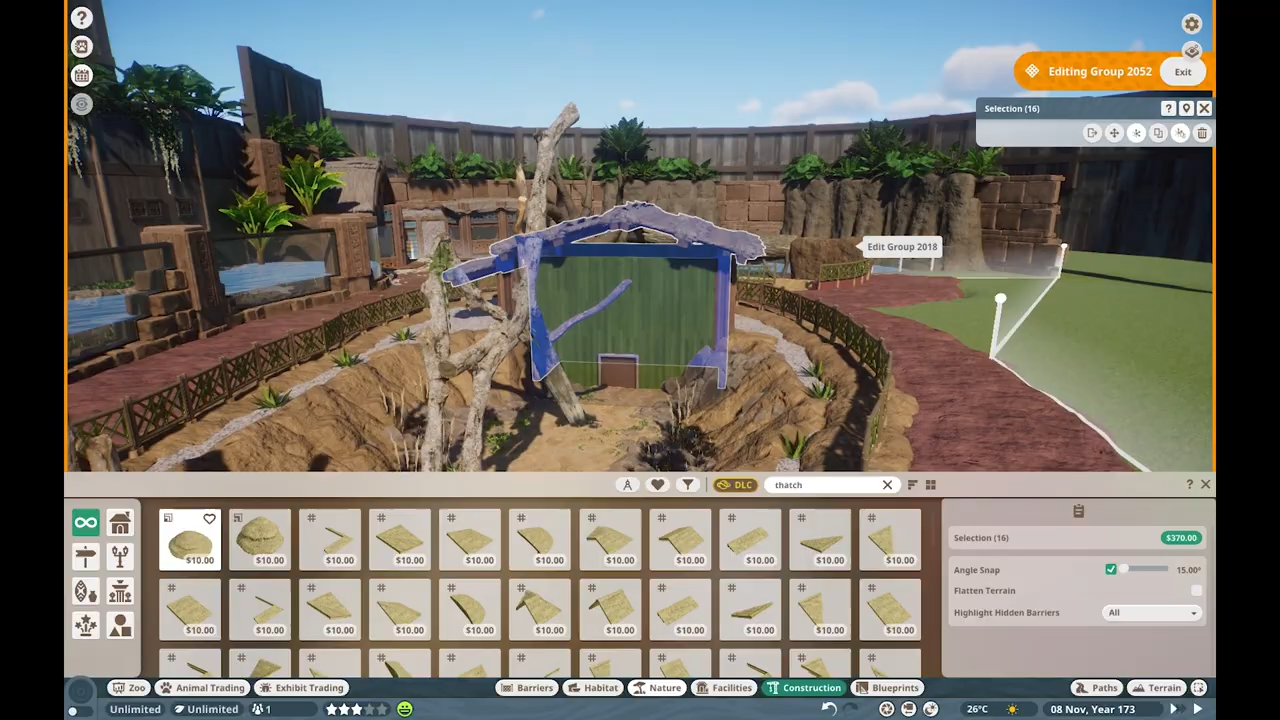 ?
Editing Group 2052
Exit
Selection (16)
?
Edit Group 2018
DLC
thatch
?
$10.00 $10.00 $10.00 $10.00 $10.00 $10.00 $10.00 $10.00 $10.00 $10.00 $10.00
$10.00 $10.00 $10.00 $10.00 $10.00 $10.00 $10.00 $10.00 $10.00 $10.00 $10.00
Selection (16) $370.00
Angle Snap 15.00°
Flatten Terrain
Highlight Hidden Barriers All
Zoo Animal Trading Exhibit Trading Barriers Habitat Nature Facilities Construction Blueprints Paths Terrain
Unlimited Unlimited 1 26°C 08 Nov, Year 173